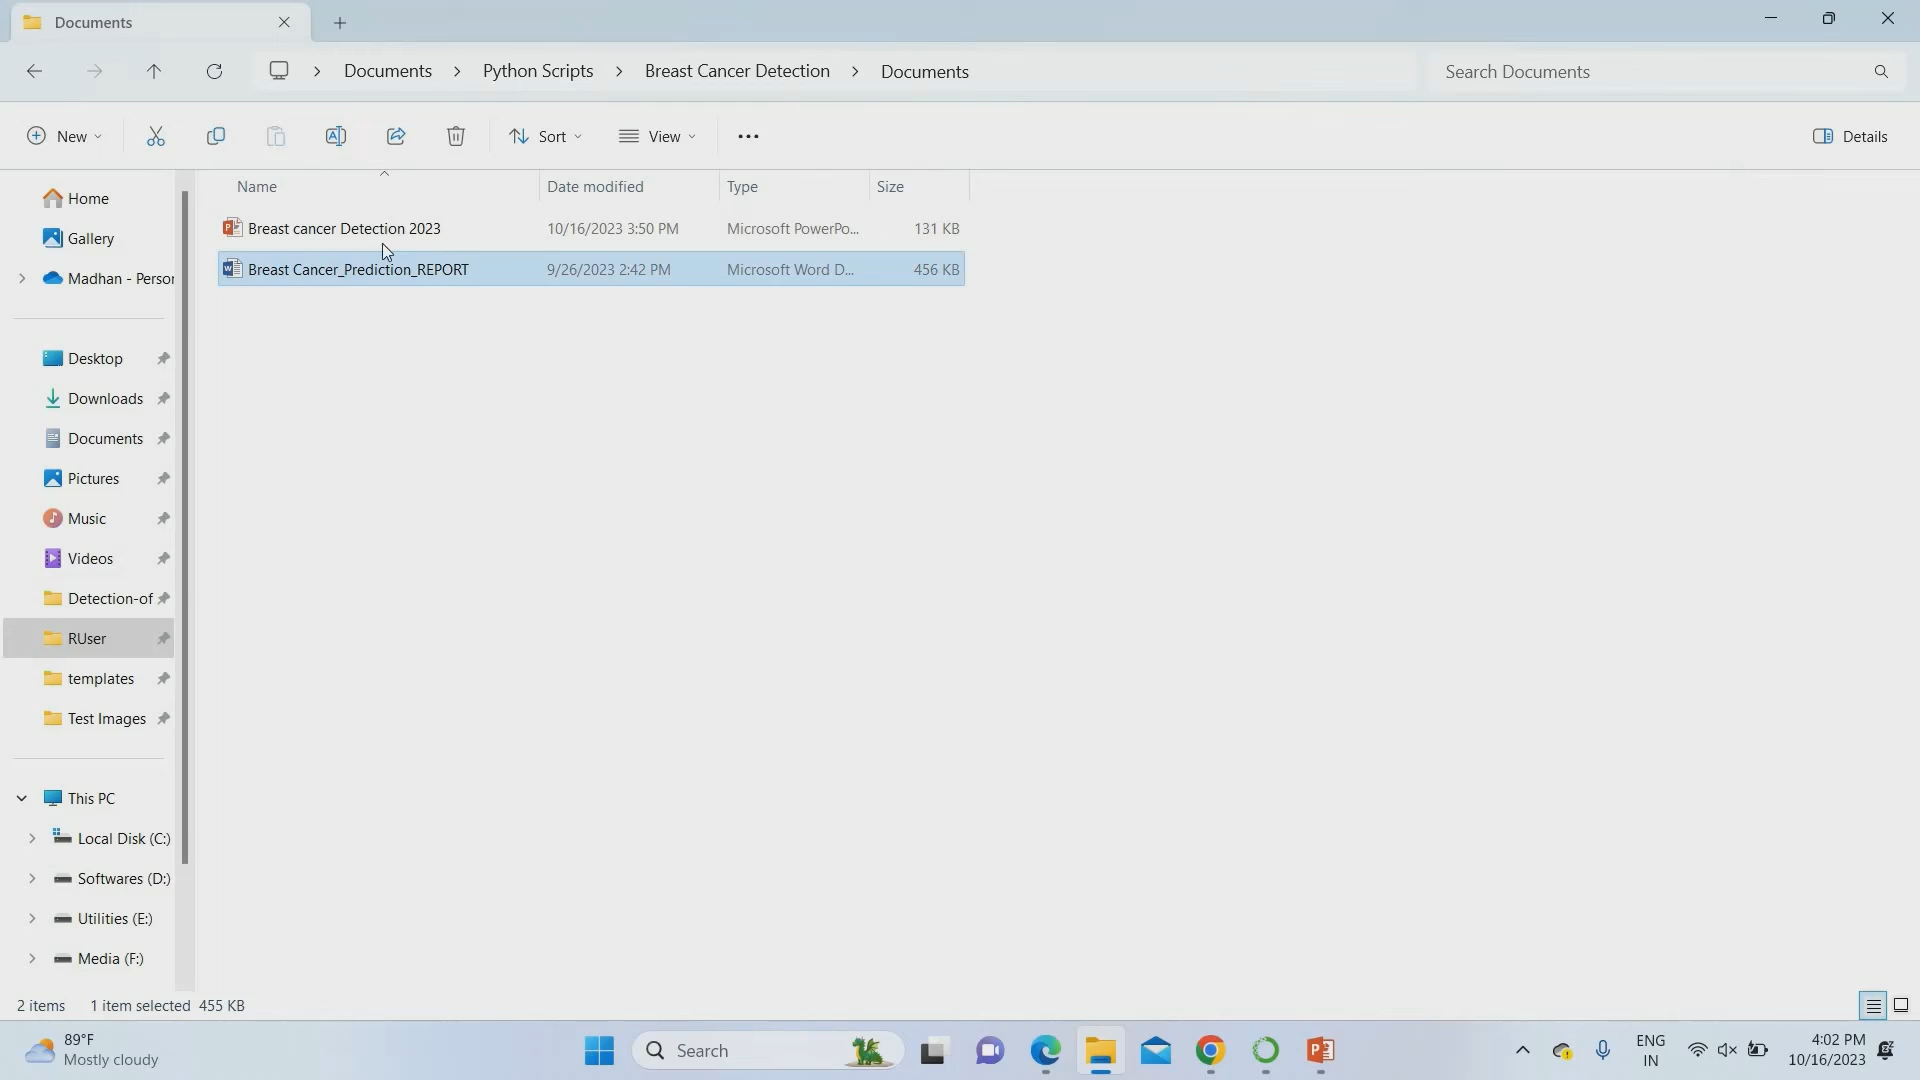 Documents
Documents > Python Scripts > Breast Cancer Detection > Documents
Search Documents
New
Sort
View
Details
Name
Date modified
Type
Size
Breast cancer Detection 2023 10/16/2023 3:50 PM Microsoft PowerPo... 131 KB
Breast Cancer_Prediction_REPORT 9/26/2023 2:42 PM Microsoft Word D... 456 KB
Home
Gallery
Madhan - Person
Desktop
Downloads
Documents
Pictures
Music
Videos
Detection-of
RUser
templates
Test Images
This PC
Local Disk (C:)
Softwares (D:)
Utilities (E:)
Media (F:)
2 items 1 item selected 455 KB
89°F
Mostly cloudy
Search
ENG
IN
4:02 PM
10/16/2023